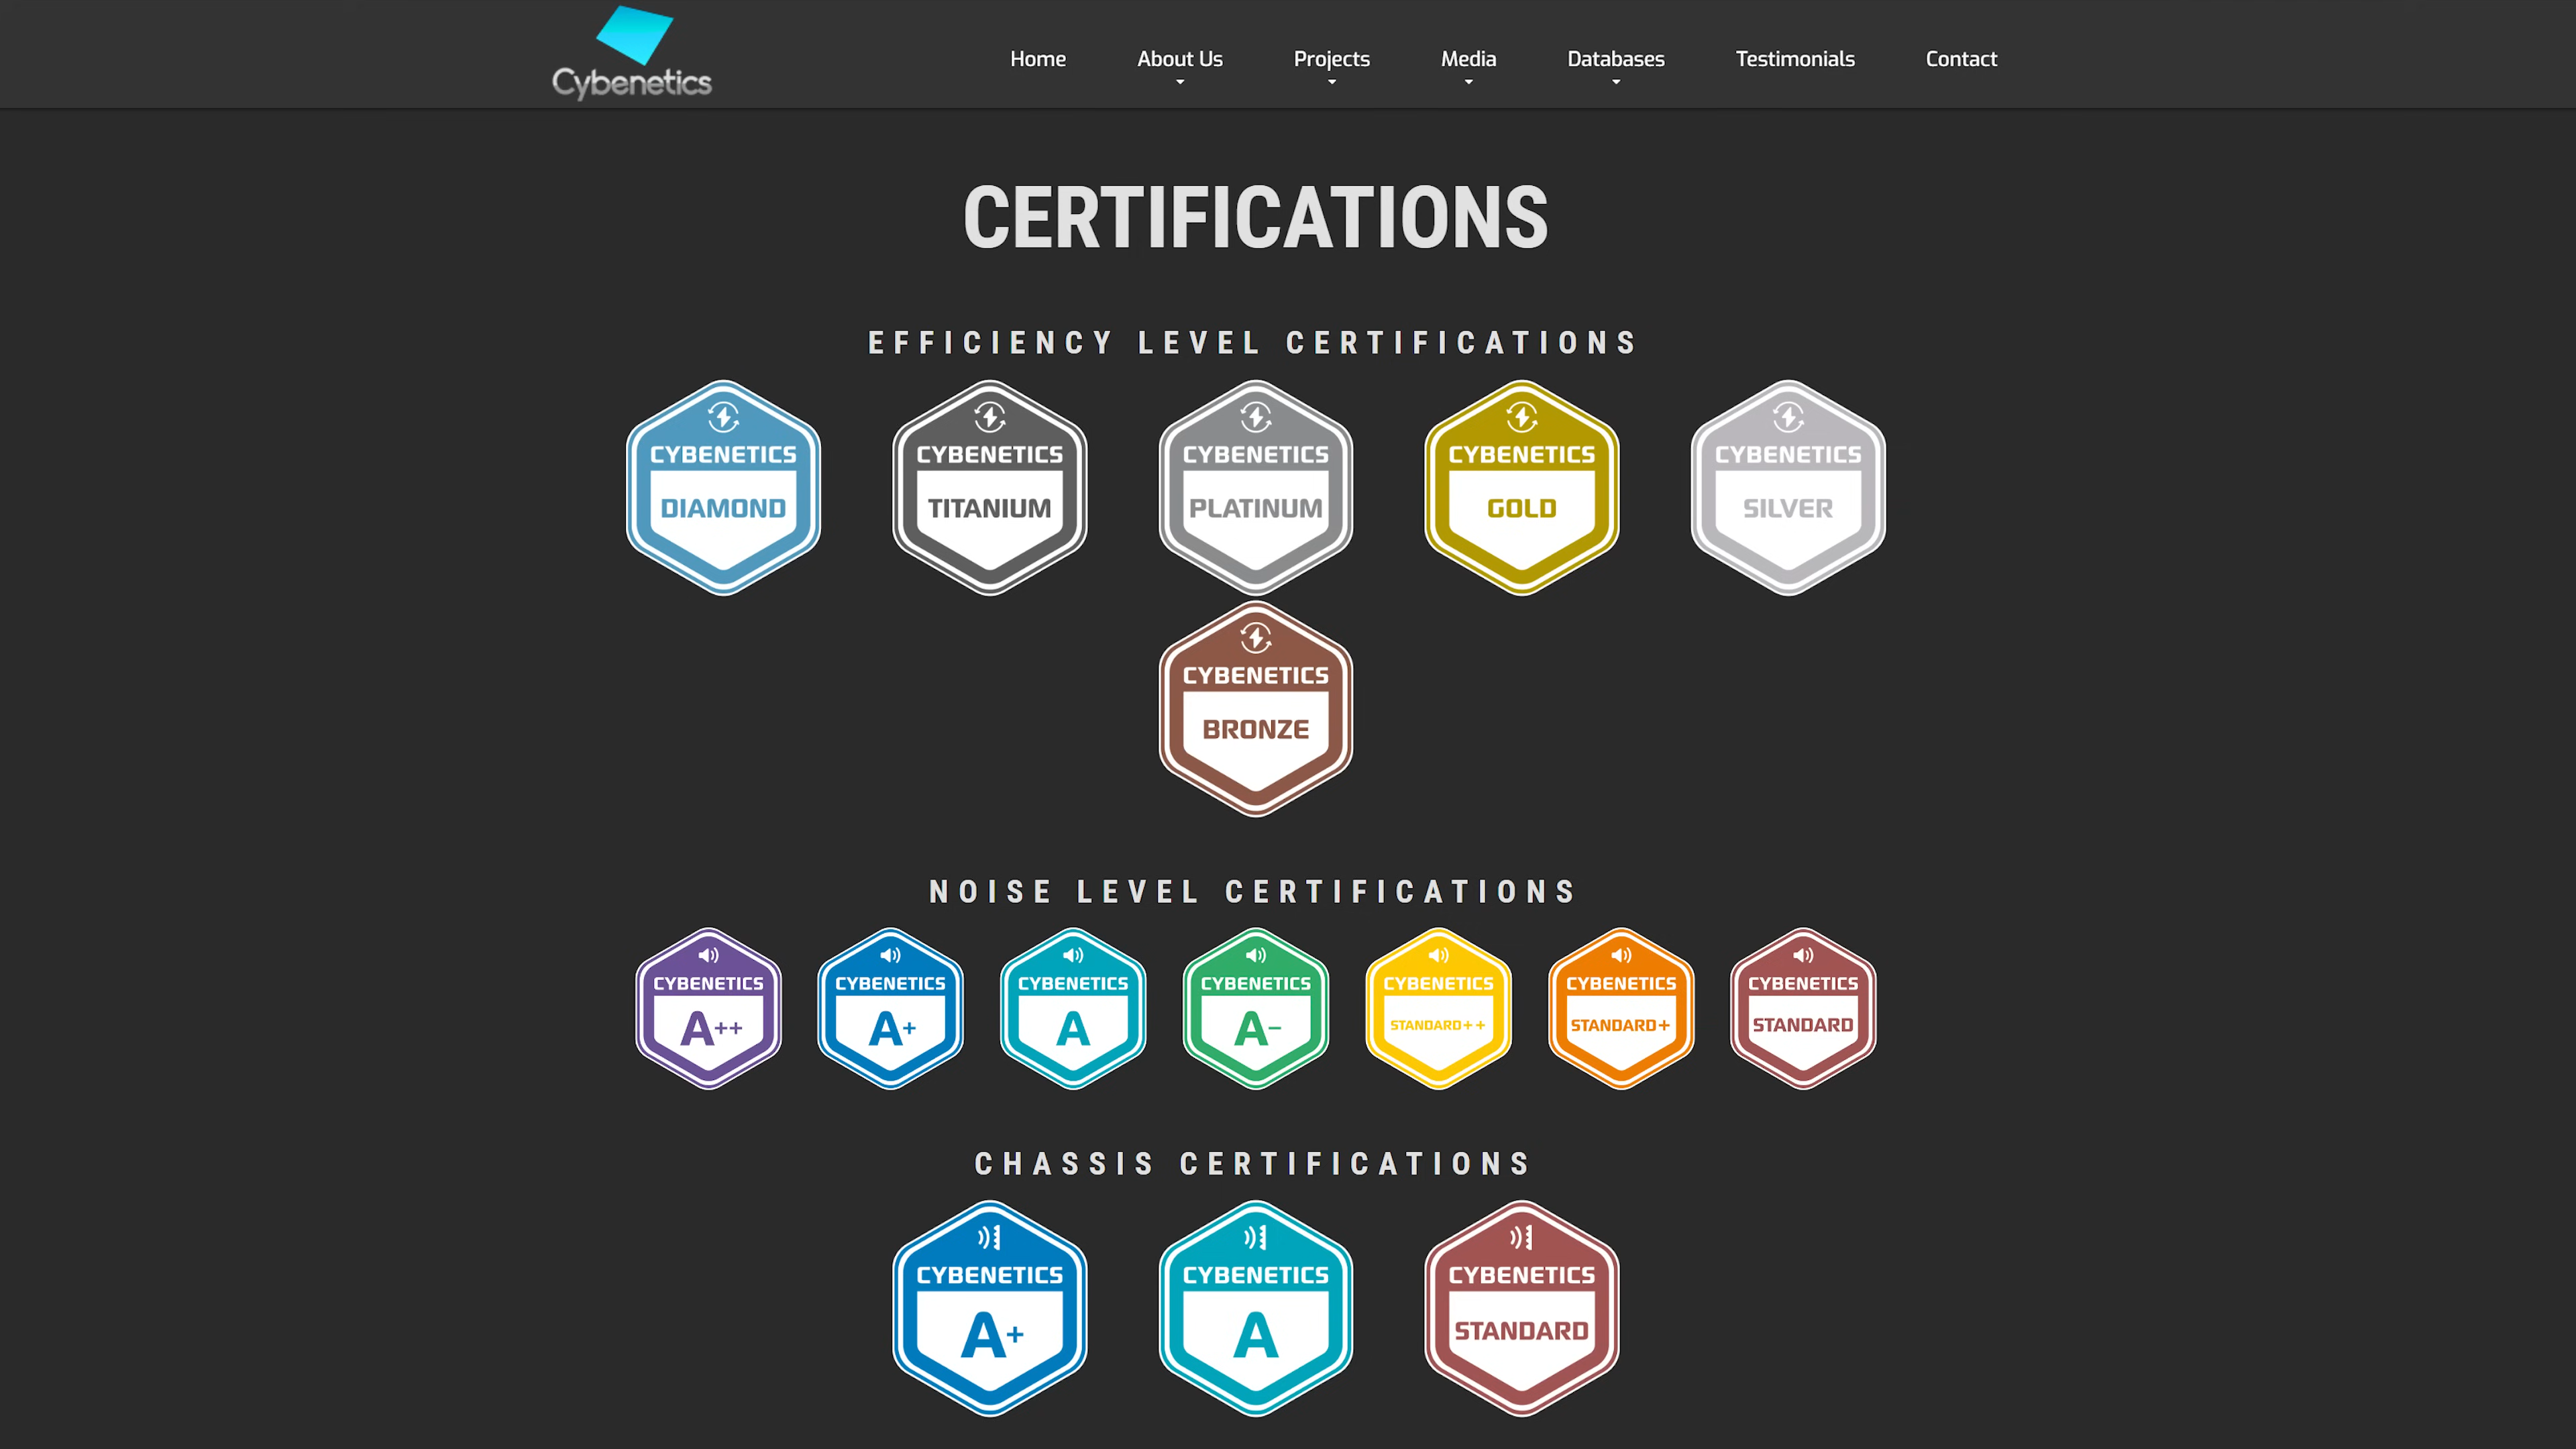 Cybenetics
Home About Us Projects Media Databases Testimonials Contact
CERTIFICATIONS
EFFICIENCY LEVEL CERTIFICATIONS
CYBENETICS CYBENETICS CYBENETICS CYBENETICS CYBENETICS
DIAMOND TITANIUM PLATINUM GOLD SILVER
CYBENETICS
BRONZE
NOISE LEVEL CERTIFICATIONS
CYBENETICS CYBENETICS CYBENETICS CYBENETICS CYBENETICS CYBENETICS CYBENETICS
A++ A+ A A- STANDARD++ STANDARD+ STANDARD
CHASSIS CERTIFICATIONS
CYBENETICS CYBENETICS CYBENETICS
A+ A STANDARD